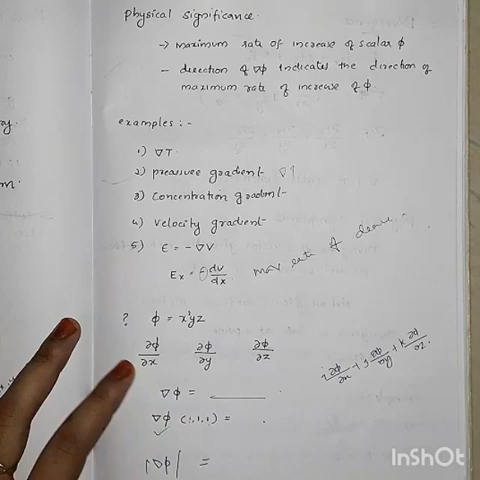 physical significance.
→ maximum rate of increase of scalar ϕ
- direction of ∇ϕ indicates the direction of
maximum rate of increase of ϕ.
examples :-
1) ∇T.
2) pressure gradient- ∇P
3) concentration gradient-
4) velocity gradient-
5) E = -∇V
Ex = ⊖ dv/dx
max rate of
? ϕ = x²yz
∂ϕ/∂x ∂ϕ/∂y ∂ϕ/∂z
i ∂ϕ/∂x + j ∂ϕ/∂y + k ∂ϕ/∂z.
∇ϕ = ______ .
∇ϕ (1,1,1) = .
|∇ϕ| =
InShOt